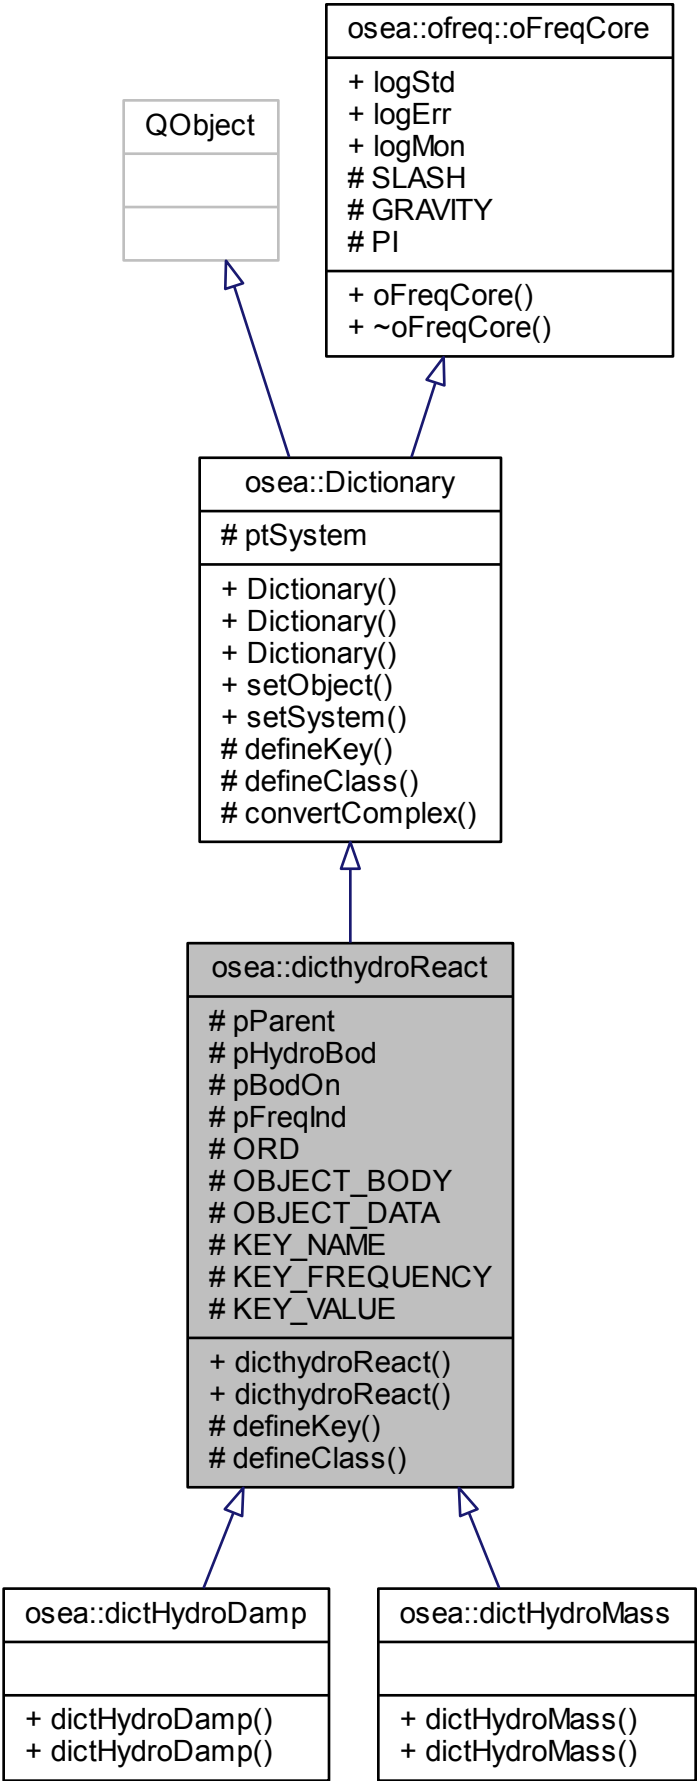 osea::ofreq::oFreqCore
+ logStd
+ logErr
+ logMon
# SLASH
# GRAVITY
# PI
+ oFreqCore()
+ ~oFreqCore()
QObject
osea::Dictionary
# ptSystem
+ Dictionary()
+ Dictionary()
+ Dictionary()
+ setObject()
+ setSystem()
# defineKey()
# defineClass()
# convertComplex()
osea::dicthydroReact
# pParent
# pHydroBod
# pBodOn
# pFreqInd
# ORD
# OBJECT_BODY
# OBJECT_DATA
# KEY_NAME
# KEY_FREQUENCY
# KEY_VALUE
+ dicthydroReact()
+ dicthydroReact()
# defineKey()
# defineClass()
osea::dictHydroDamp
+ dictHydroDamp()
+ dictHydroDamp()
osea::dictHydroMass
+ dictHydroMass()
+ dictHydroMass()